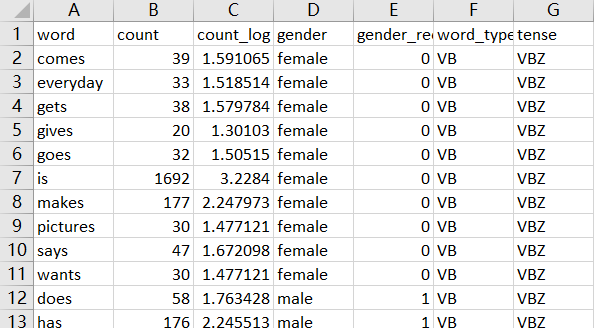 A B C D E F G
1 word count count_log gender gender_rec word_type tense
2 comes 39 1.591065 female 0 VB VBZ
3 everyday 33 1.518514 female 0 VB VBZ
4 gets 38 1.579784 female 0 VB VBZ
5 gives 20 1.30103 female 0 VB VBZ
6 goes 32 1.50515 female 0 VB VBZ
7 is 1692 3.2284 female 0 VB VBZ
8 makes 177 2.247973 female 0 VB VBZ
9 pictures 30 1.477121 female 0 VB VBZ
10 says 47 1.672098 female 0 VB VBZ
11 wants 30 1.477121 female 0 VB VBZ
12 does 58 1.763428 male 1 VB VBZ
13 has 176 2.245513 male 1 VB VBZ